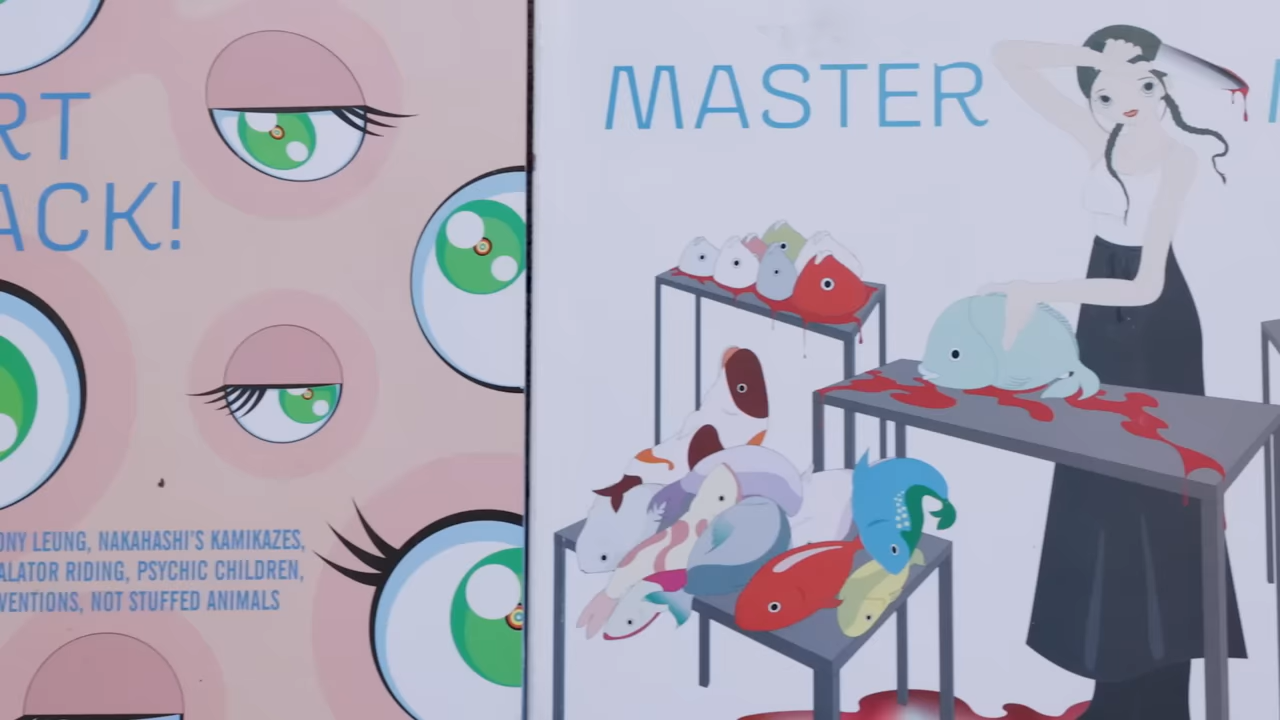 RT
ACK!
ONY LEUNG, NAKAHASHI'S KAMIKAZES,
ALATOR RIDING, PSYCHIC CHILDREN,
VENTIONS, NOT STUFFED ANIMALS
MASTER